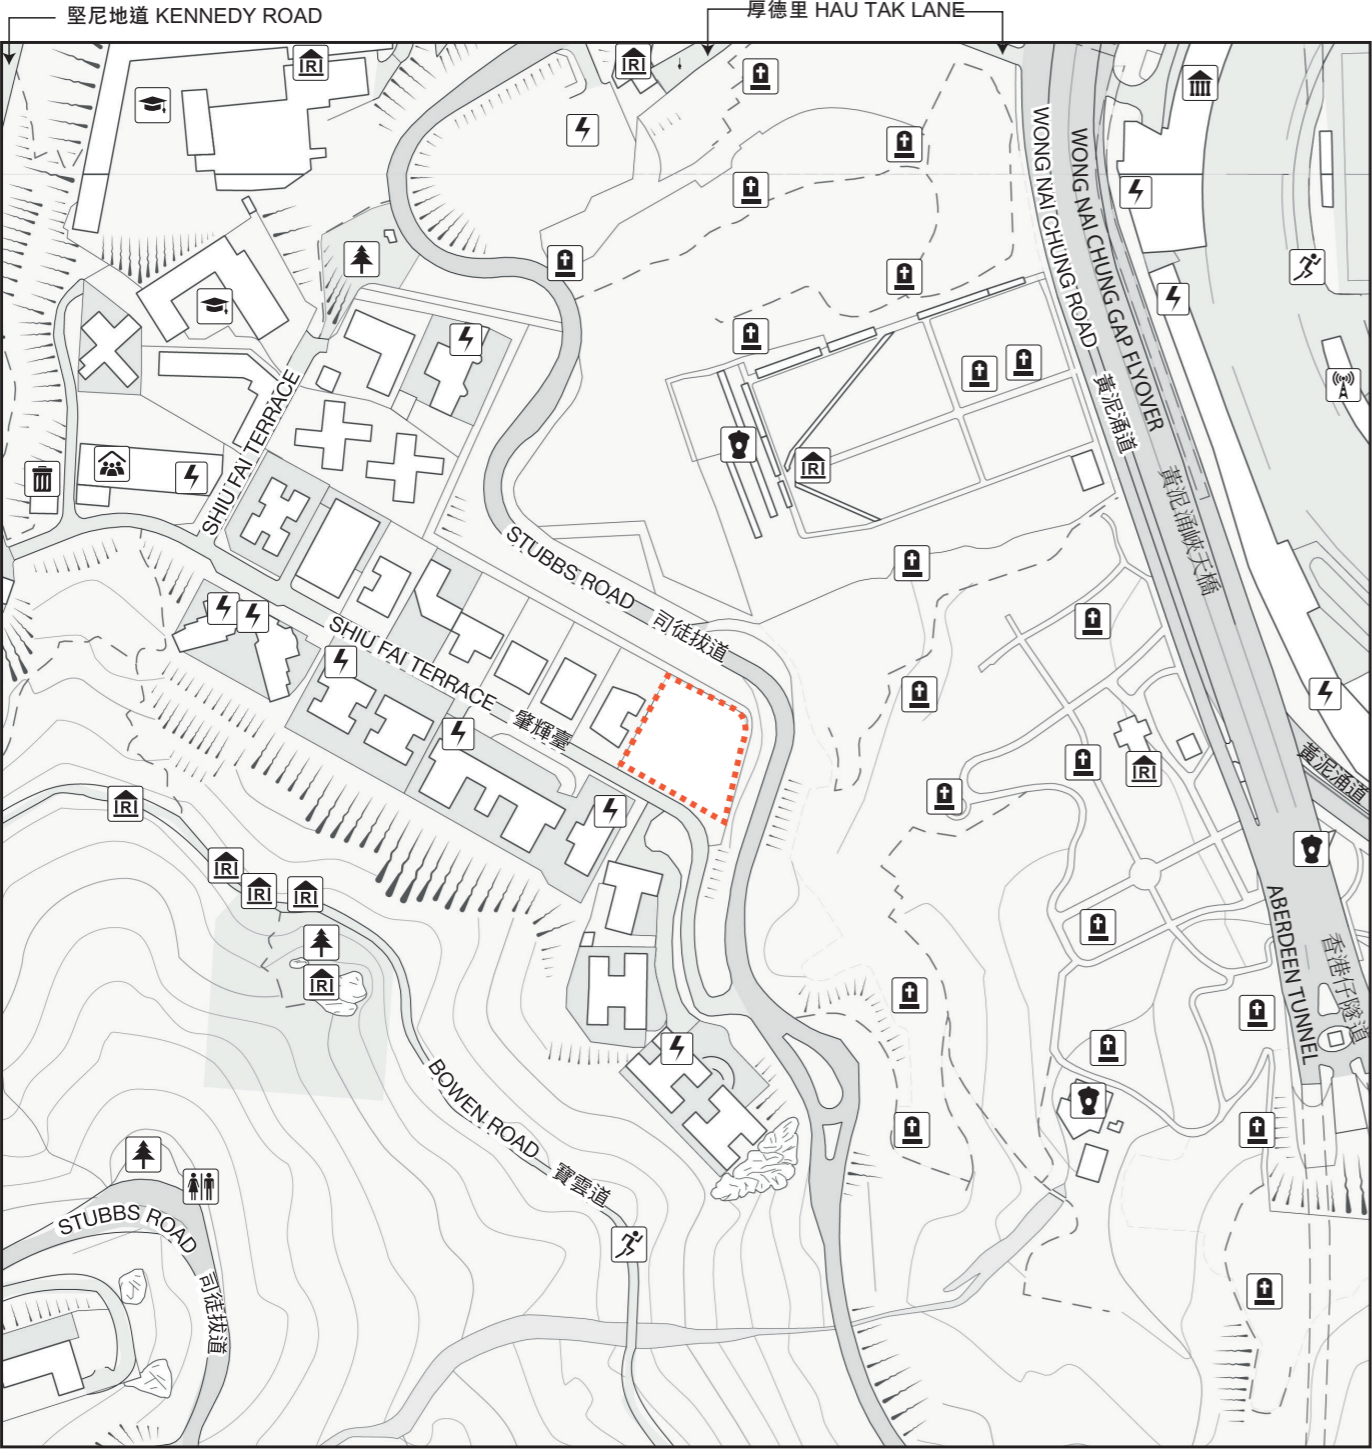 堅尼地道 KENNEDY ROAD
厚德里 HAU TAK LANE
WONG NAI CHUNG ROAD 黃泥涌道
WONG NAI CHUNG GAP FLYOVER 黃泥涌峽天橋
SHIU FAI TERRACE
STUBBS ROAD 司徒拔道
SHIU FAI TERRACE 肇輝臺
黃泥涌道
ABERDEEN TUNNEL 香港仔隧道
BOWEN ROAD 寶雲道
STUBBS ROAD 司徒拔道